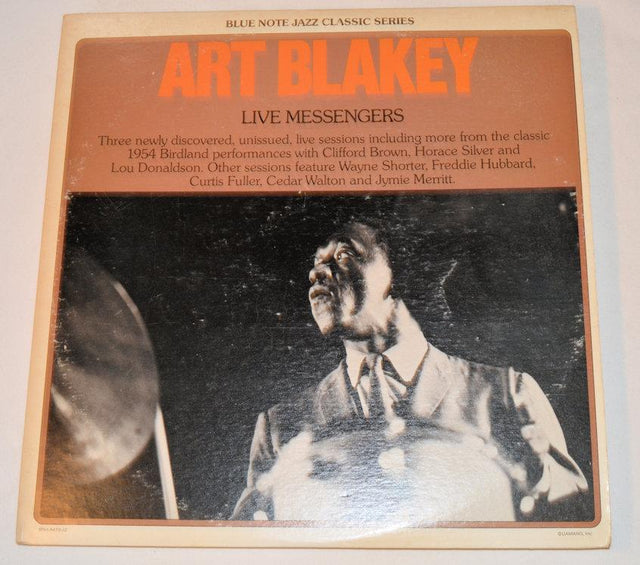 BLUE NOTE JAZZ CLASSIC SERIES
ART BLAKEY
LIVE MESSENGERS
Three newly discovered, unissued, live sessions including more from the classic
1954 Birdland performances with Clifford Brown, Horace Silver and
Lou Donaldson. Other sessions feature Wayne Shorter, Freddie Hubbard,
Curtis Fuller, Cedar Walton and Jymie Merritt.